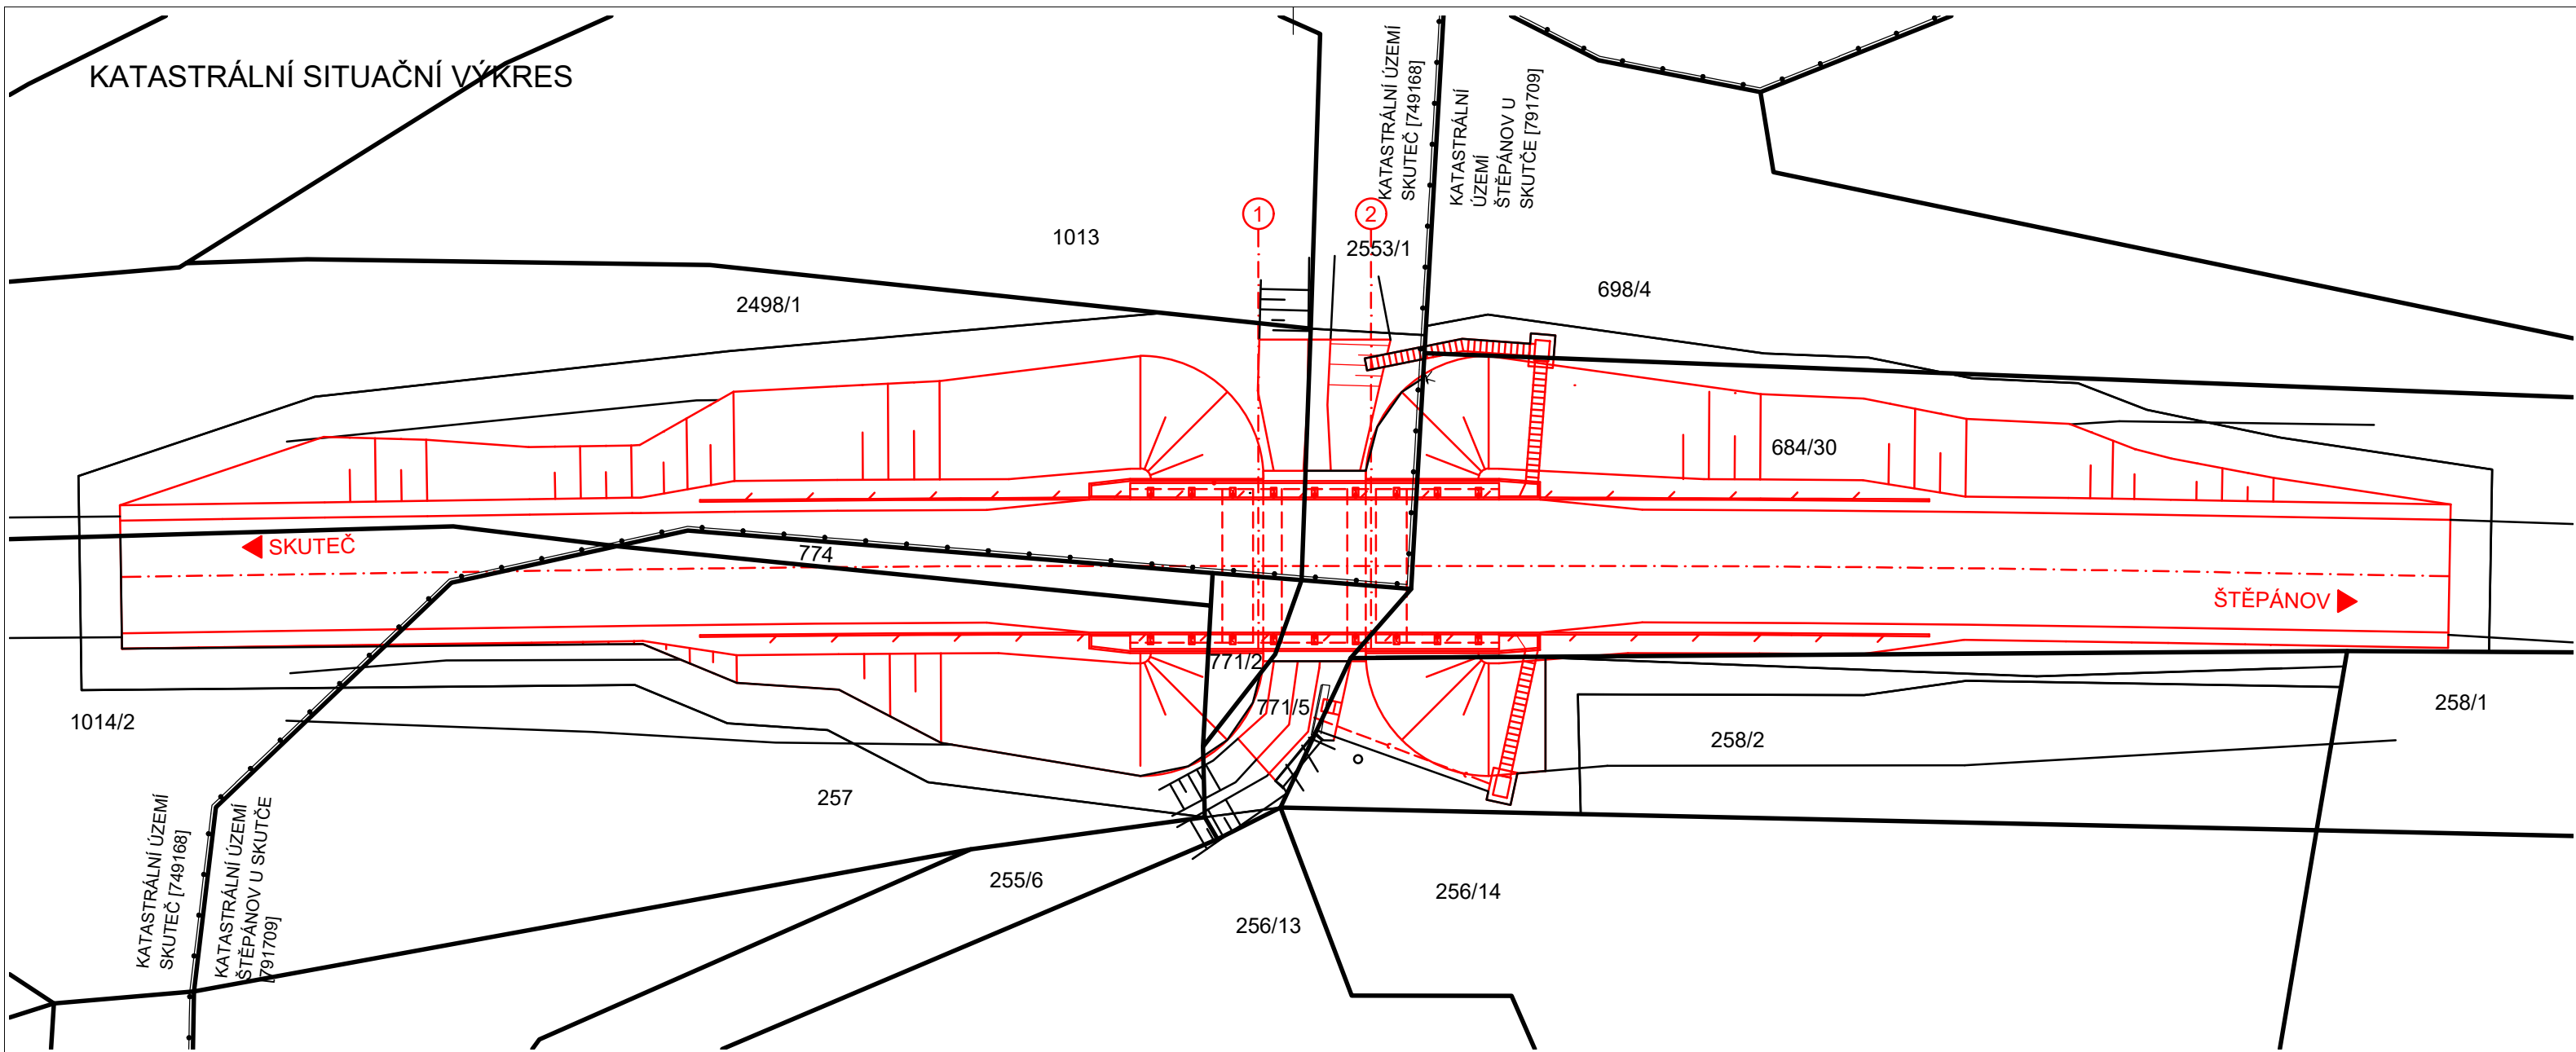 KATASTRÁLNÍ SITUAČNÍ VÝKRES
KATASTRÁLNÍ ÚZEMÍ
SKUTEČ [749168]
KATASTRÁLNÍ
ÚZEMÍ
ŠTĚPÁNOV U
SKUTČE [791709]
1
2
1013
2553/1
2498/1
698/4
684/30
SKUTEČ
774
ŠTĚPÁNOV
771/2
771/5
1014/2
258/1
258/2
257
KATASTRÁLNÍ ÚZEMÍ
SKUTEČ [749168]
KATASTRÁLNÍ ÚZEMÍ
ŠTĚPÁNOV U SKUTČE
[791709]
255/6
256/14
256/13